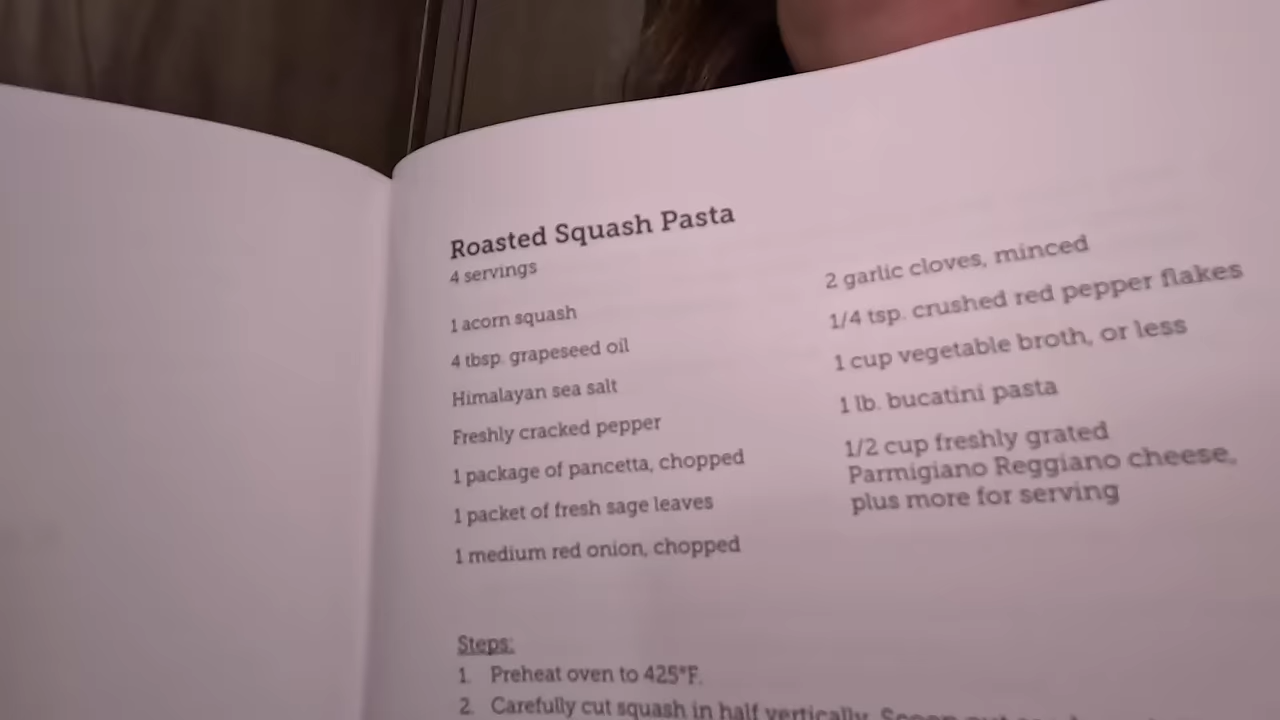 Roasted Squash Pasta
4 servings
1 acorn squash
4 tbsp. grapeseed oil
Himalayan sea salt
Freshly cracked pepper
1 package of pancetta, chopped
1 packet of fresh sage leaves
1 medium red onion, chopped
2 garlic cloves, minced
1/4 tsp. crushed red pepper flakes
1 cup vegetable broth, or less
1 lb. bucatini pasta
1/2 cup freshly grated
Parmigiano Reggiano cheese,
plus more for serving
Steps:
1. Preheat oven to 425°F.
2. Carefully cut squash in half vertically. Scoop